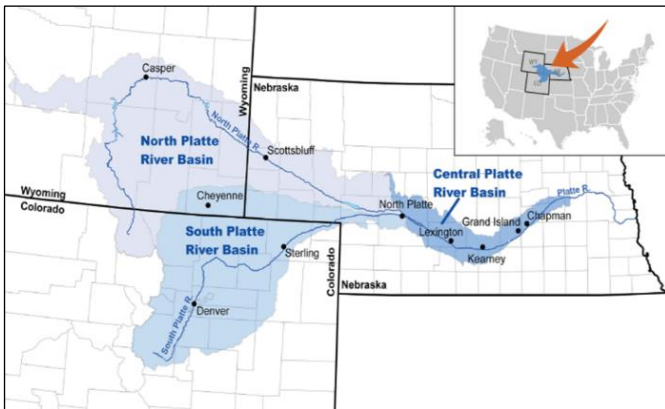 Casper
Wyoming
Nebraska
North Platte R.
North Platte
River Basin
Scottsbluff
Central Platte
River Basin
Platte R.
Cheyenne
North Platte
Grand Island
Chapman
Wyoming
Colorado
South Platte
River Basin
Lexington
Kearney
Sterling
Colorado
Nebraska
Denver
South Platte R.
WY
CO